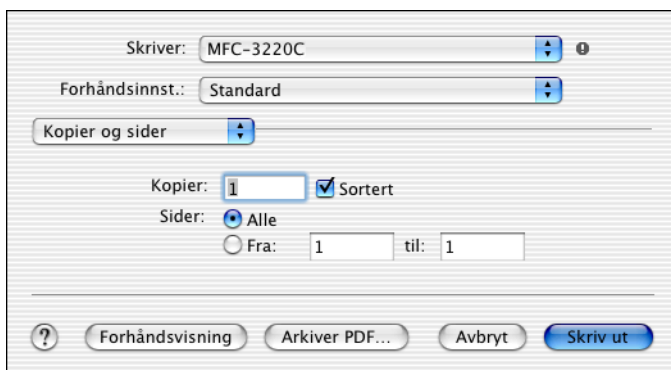 Skriver: MFC-3220C
Forhåndsinnst.: Standard
Kopier og sider
Kopier: 1 Sortert
Sider: Alle
Fra: 1 til: 1
? Forhåndsvisning Arkiver PDF... Avbryt Skriv ut